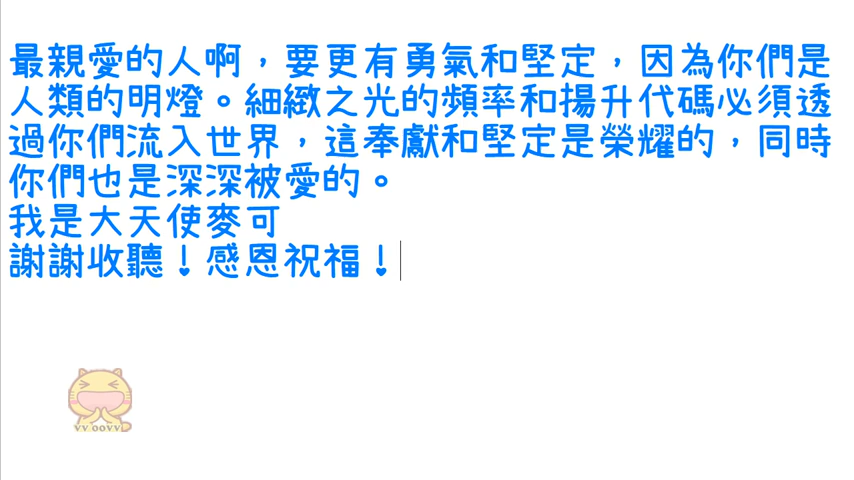 最親愛的人啊，要更有勇氣和堅定，因為你們是
人類的明燈。細緻之光的頻率和揚升代碼必須透
過你們流入世界，這奉獻和堅定是榮耀的，同時
你們也是深深被愛的。
我是大天使麥可
謝謝收聽！感恩祝福！
vv oovv